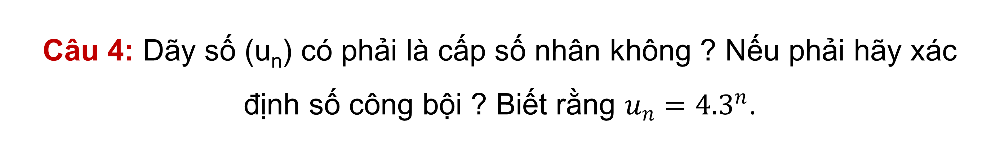 Câu 4: Dãy số (uₙ) có phải là cấp số nhân không ? Nếu phải hãy xác
định số công bội ? Biết rằng 𝑢ₙ = 4.3ⁿ.